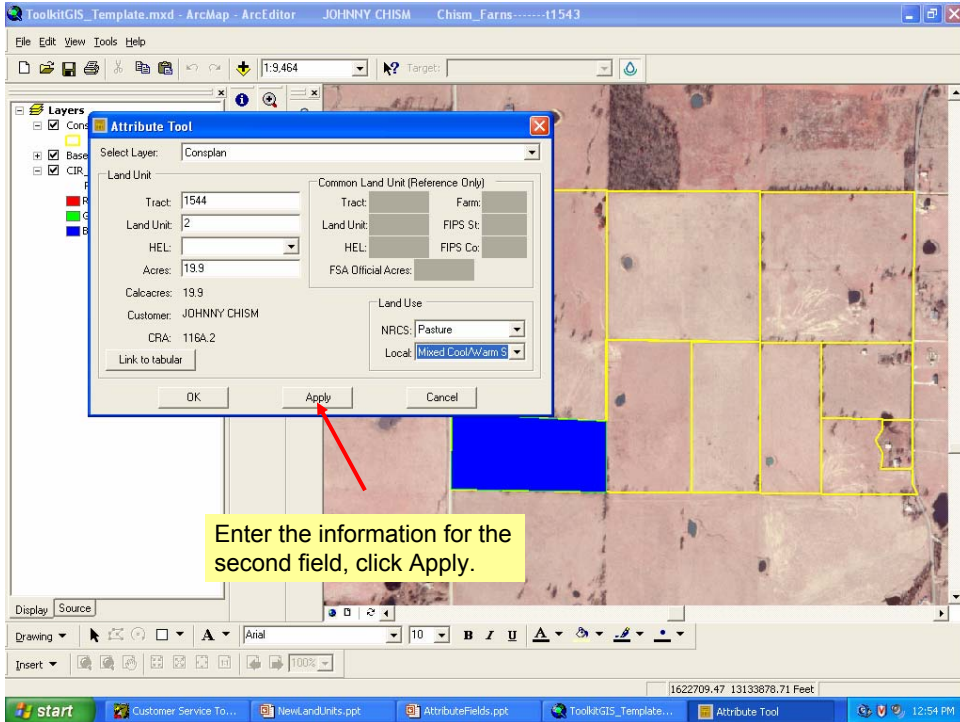 ToolkitGIS_Template.mxd - ArcMap - ArcEditor JOHNNY CHISM Chism_Farns-------t1543
File Edit View Tools Help
1:9,464 Target:
Layers
Cons
Base
CIR_
Attribute Tool
Select Layer: Consplan
Land Unit
Tract: 1544
Land Unit: 2
HEL:
Acres: 19.9
Calcacres: 19.9
Customer: JOHNNY CHISM
CRA: 116A.2
Link to tabular
Common Land Unit (Reference Only)
Tract: Farm:
Land Unit: FIPS St:
HEL: FIPS Co:
FSA Official Acres:
Land Use
NRCS: Pasture
Local: Mixed Cool/Warm S
OK Apply Cancel
Enter the information for the
second field, click Apply.
Display Source
Drawing A Arial 10 B I U A
Insert 100%
1622709.47 13133878.71 Feet
start Customer Service To... NewLandUnits.ppt AttributeFields.ppt ToolkitGIS_Template... Attribute Tool 12:54 PM